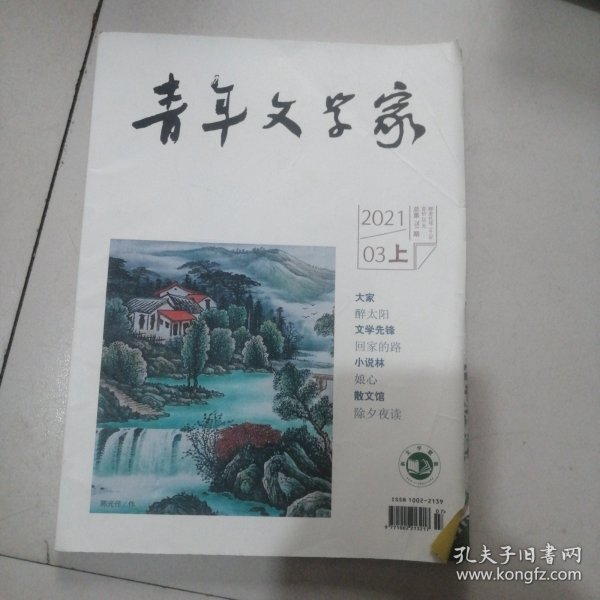 青年文学家
2021
03上
大家
醉太阳
文学先锋
回家的路
小说林
娘心
散文馆
除夕夜读
ISSN 1002-2139
作
孔夫子旧书网
www.kongfz.com